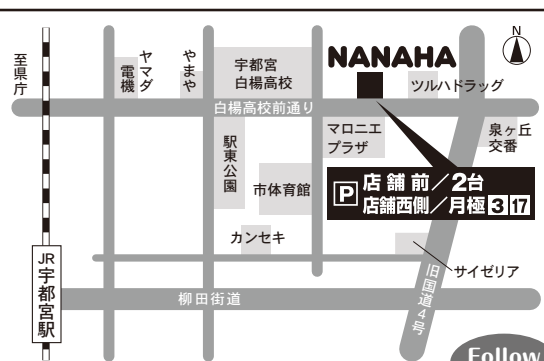 至県庁
ヤマダ
電機
やまや
宇都宮
白楊高校
NANAHA
N
ツルハドラッグ
白楊高校前通り
駅東公園
マロニエ
プラザ
泉ヶ丘
交番
市体育館
P 店舗前／2台
店舗西側／月極 3 17
カンセキ
サイゼリア
JR宇都宮駅
柳田街道
旧国道4号
Follow